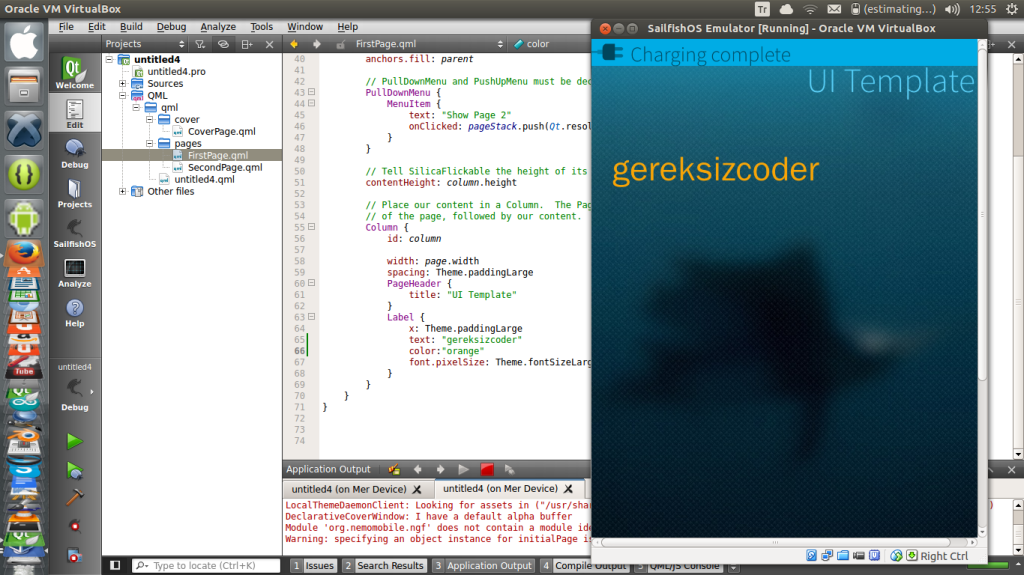 Oracle VM VirtualBox
Tr
(estimating...)
12:55
File Edit Build Debug Analyze Tools Window Help
SailfishOS Emulator [Running] - Oracle VM VirtualBox
Projects
FirstPage.qml
color
Welcome
Edit
Debug
Projects
SailfishOS
Analyze
Help
untitled4
Debug
untitled4
untitled4.pro
Sources
QML
qml
cover
CoverPage.qml
pages
FirstPage.qml
SecondPage.qml
untitled4.qml
Other files
40 anchors.fill: parent
41
42 // PullDownMenu and PushUpMenu must be dec
43 PullDownMenu {
44 MenuItem {
45 text: "Show Page 2"
46 onClicked: pageStack.push(Qt.resol
47 }
48 }
49
50 // Tell SilicaFlickable the height of its
51 contentHeight: column.height
52
53 // Place our content in a Column. The Pag
54 // of the page, followed by our content.
55 Column {
56 id: column
57
58 width: page.width
59 spacing: Theme.paddingLarge
60 PageHeader {
61 title: "UI Template"
62 }
63 Label {
64 x: Theme.paddingLarge
65 text: "gereksizcoder"
66 color:"orange"
67 font.pixelSize: Theme.fontSizeLarg
68 }
69 }
70 }
71 }
72
73
74
Charging complete
UI Template
gereksizcoder
Right Ctrl
Application Output
untitled4 (on Mer Device)
untitled4 (on Mer Device)
LocalThemeDaemonClient: Looking for assets in ("/usr/shar
DeclarativeCoverWindow: I have a default alpha buffer
Module 'org.nemomobile.ngf' does not contain a module ide
Warning: specifying an object instance for initialPage is
Type to locate (Ctrl+K)
1 Issues
2 Search Results
3 Application Output
4 Compile Output
5 QML/JS Console
Tube